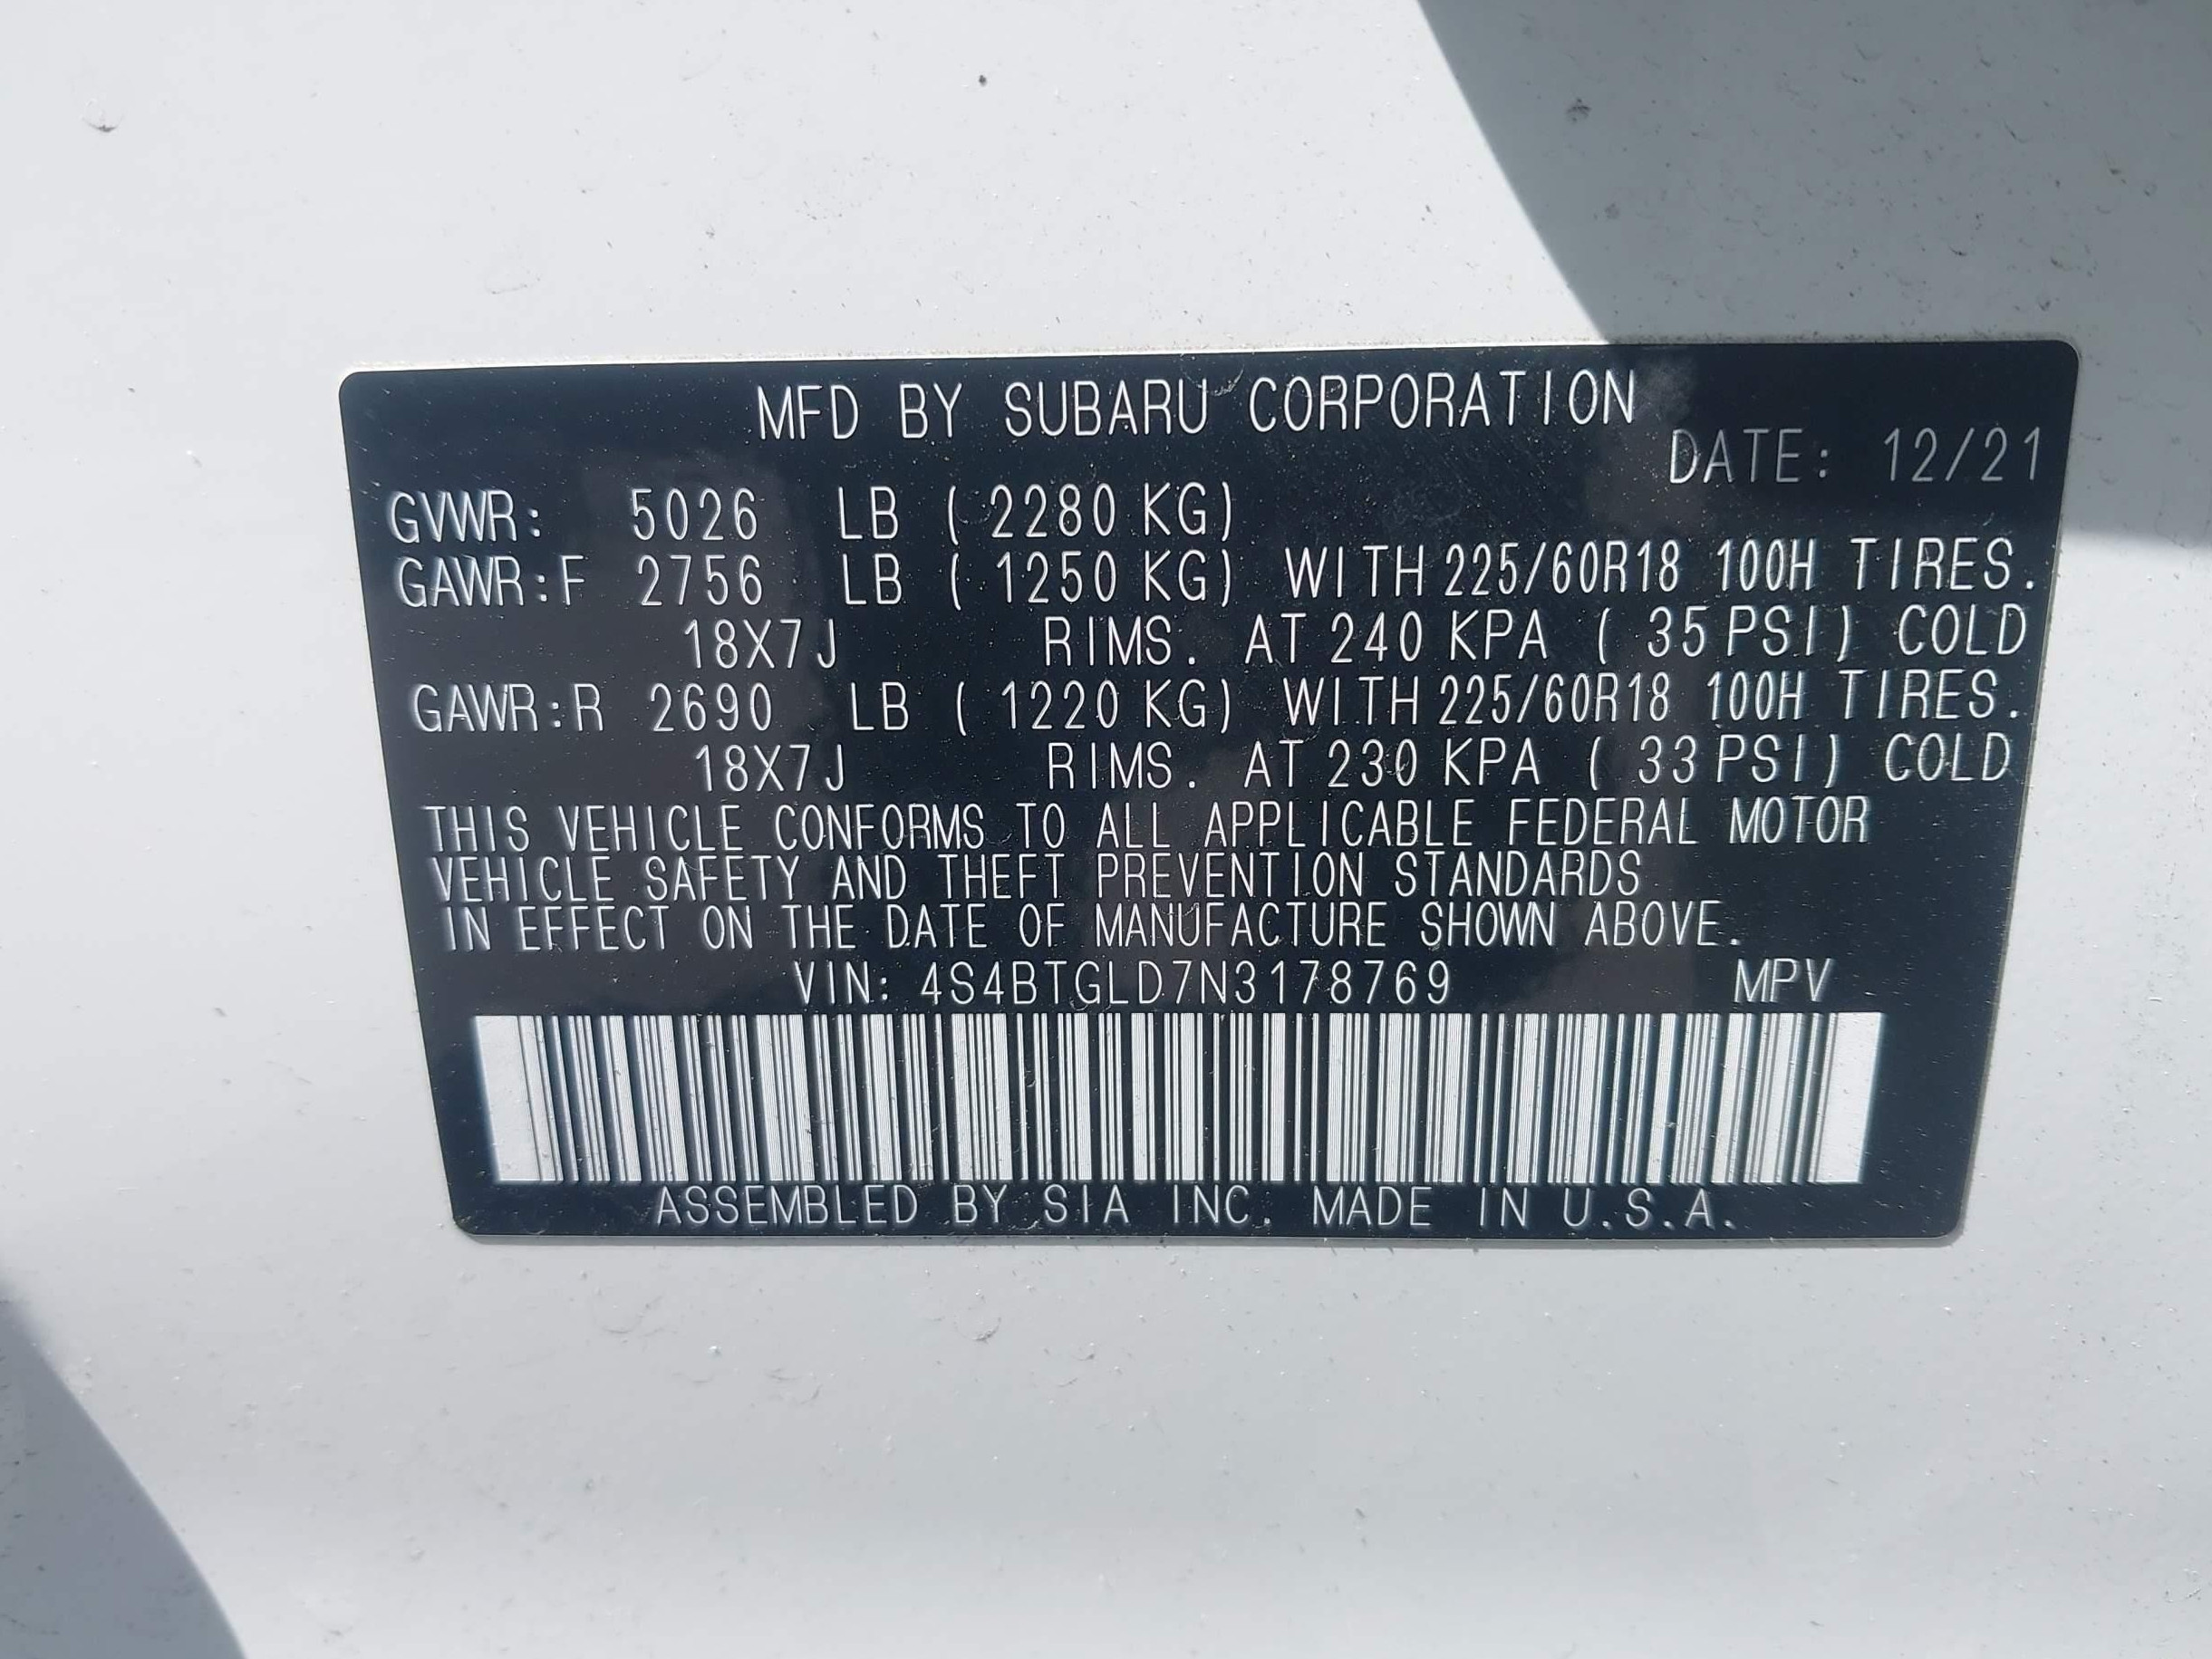 MFD BY SUBARU CORPORATION
DATE: 12/21
GVWR: 5026 LB ( 2280 KG)
GAWR:F 2756 LB ( 1250 KG) WITH 225/60R18 100H TIRES.
18X7J RIMS. AT 240 KPA ( 35 PSI) COLD
GAWR:R 2690 LB ( 1220 KG) WITH 225/60R18 100H TIRES.
18X7J RIMS. AT 230 KPA ( 33 PSI) COLD
THIS VEHICLE CONFORMS TO ALL APPLICABLE FEDERAL MOTOR
VEHICLE SAFETY AND THEFT PREVENTION STANDARDS
IN EFFECT ON THE DATE OF MANUFACTURE SHOWN ABOVE.
VIN: 4S4BTGLD7N3178769 MPV
ASSEMBLED BY SIA INC. MADE IN U.S.A.